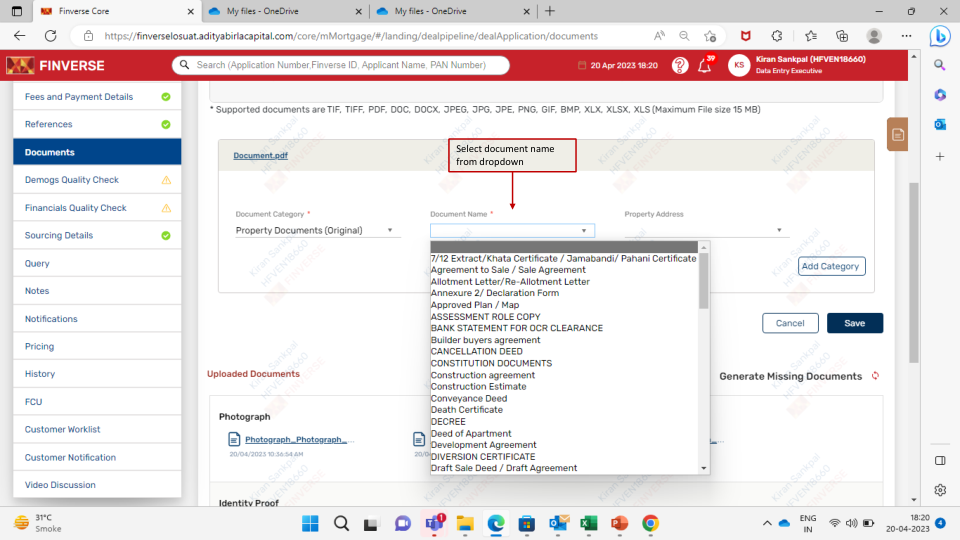 Finverse Core
My files - OneDrive
My files - OneDrive
https://finverselosuat.adityabirlacapital.com/core/mMortgage/#/landing/dealpipeline/dealApplication/documents
FINVERSE
Search (Application Number,Finverse ID, Applicant Name, PAN Number)
20 Apr 2023 18:20
39
KS
Kiran Sankpal (HFVEN18660)
Data Entry Executive
Fees and Payment Details
References
Documents
Demogs Quality Check
Financials Quality Check
Sourcing Details
Query
Notes
Notifications
Pricing
History
FCU
Customer Worklist
Customer Notification
Video Discussion
* Supported documents are TIF, TIFF, PDF, DOC, DOCX, JPEG, JPG, JPE, PNG, GIF, BMP, XLX, XLSX, XLS (Maximum File size 15 MB)
Document.pdf
Select document name
from dropdown
Document Category *
Document Name *
Property Address
Property Documents (Original)
7/12 Extract/Khata Certificate / Jamabandi/ Pahani Certificate
Agreement to Sale / Sale Agreement
Allotment Letter/Re-Allotment Letter
Annexure 2/ Declaration Form
Approved Plan / Map
ASSESSMENT ROLE COPY
BANK STATEMENT FOR OCR CLEARANCE
Builder buyers agreement
CANCELLATION DEED
CONSTITUTION DOCUMENTS
Construction agreement
Construction Estimate
Conveyance Deed
Death Certificate
DECREE
Deed of Apartment
Development Agreement
DIVERSION CERTIFICATE
Draft Sale Deed / Draft Agreement
Add Category
Cancel
Save
Uploaded Documents
Generate Missing Documents
Photograph
Photograph_Photograph_...
20/04/2023 10:36:54 AM
Identity Proof
Kiran Sankpal
HFVEN18660
FINVERSE
31°C
Smoke
1
ENG
IN
18:20
20-04-2023
4